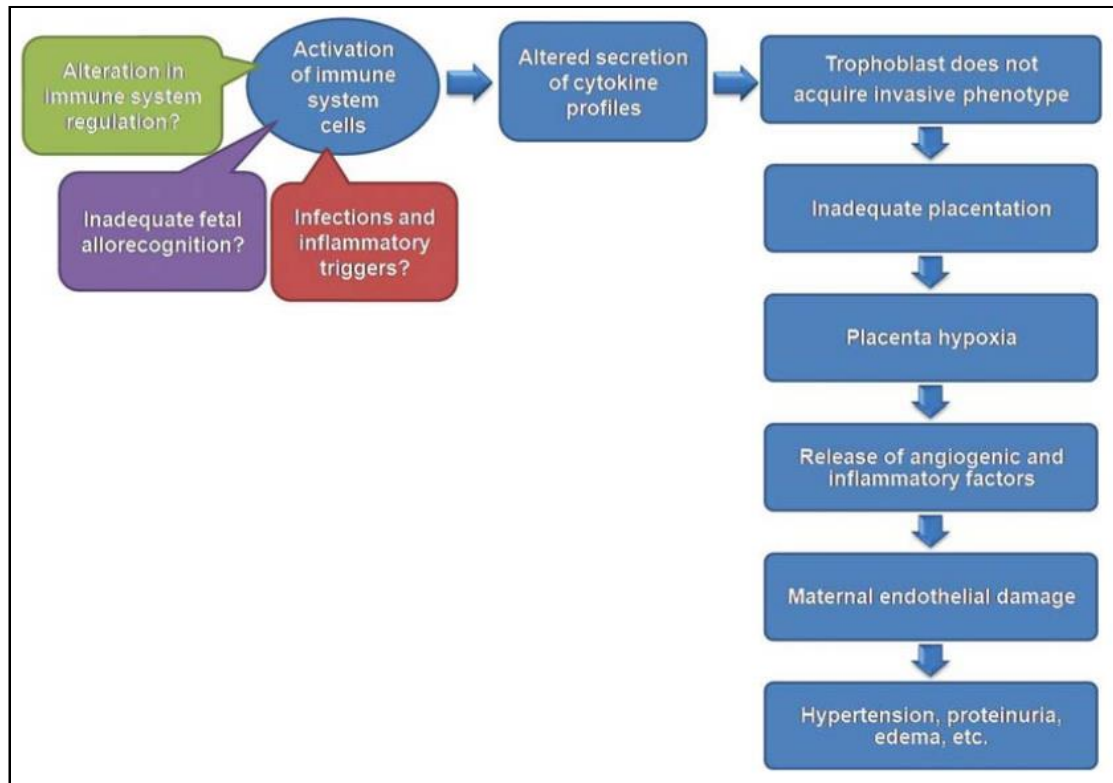 Alteration in
immune system
regulation?
Activation
of immune
system
cells
Inadequate fetal
allorecognition?
Infections and
inflammatory
triggers?
Altered secretion
of cytokine
profiles
Trophoblast does not
acquire invasive phenotype
Inadequate placentation
Placenta hypoxia
Release of angiogenic and
inflammatory factors
Maternal endothelial damage
Hypertension, proteinuria,
edema, etc.